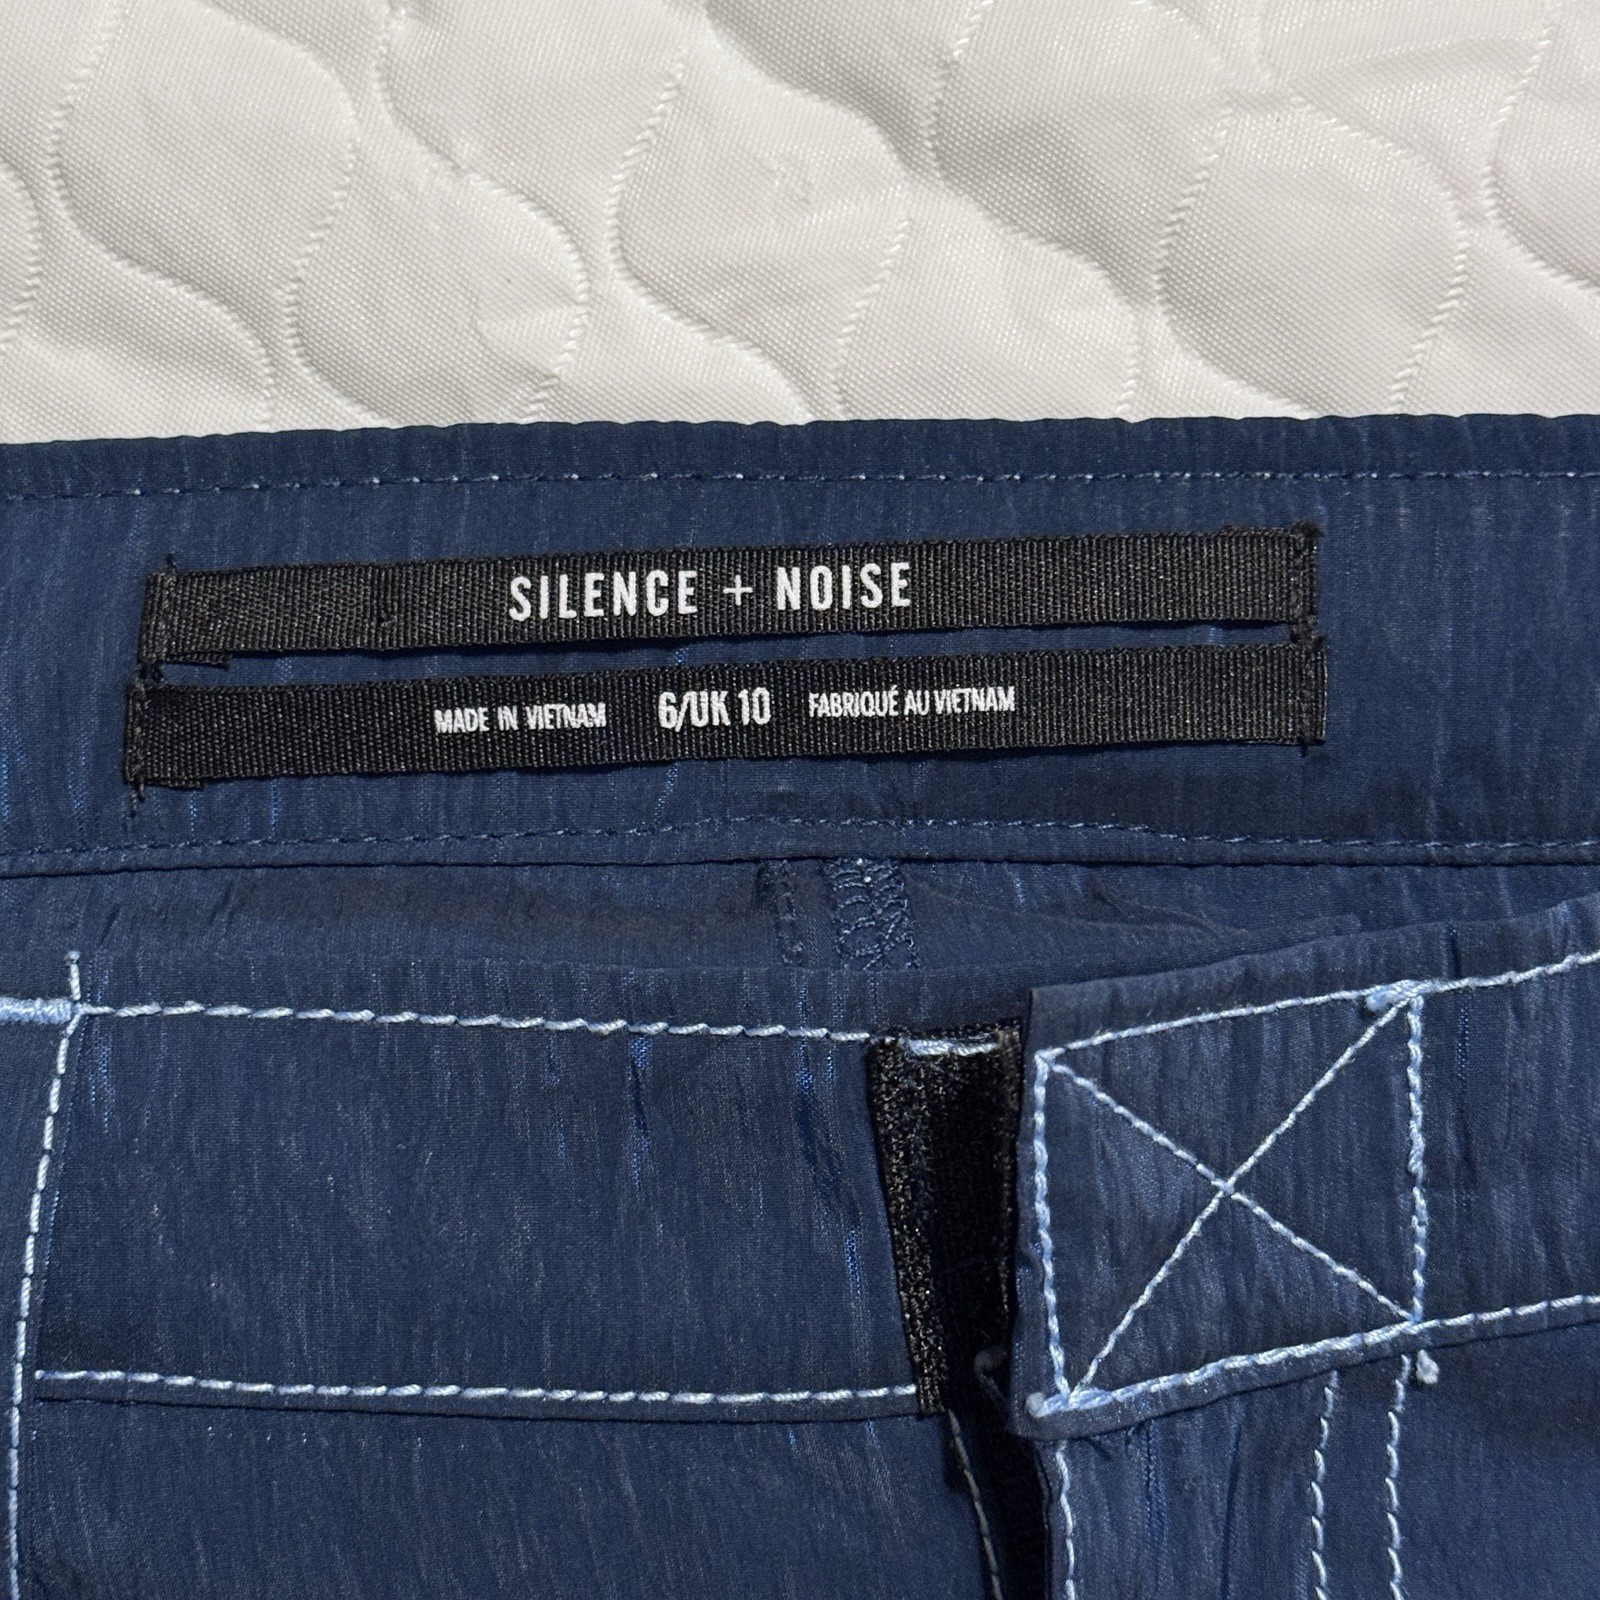 SILENCE + NOISE
MADE IN VIETNAM 6/UK 10 FABRIQUÉ AU VIETNAM